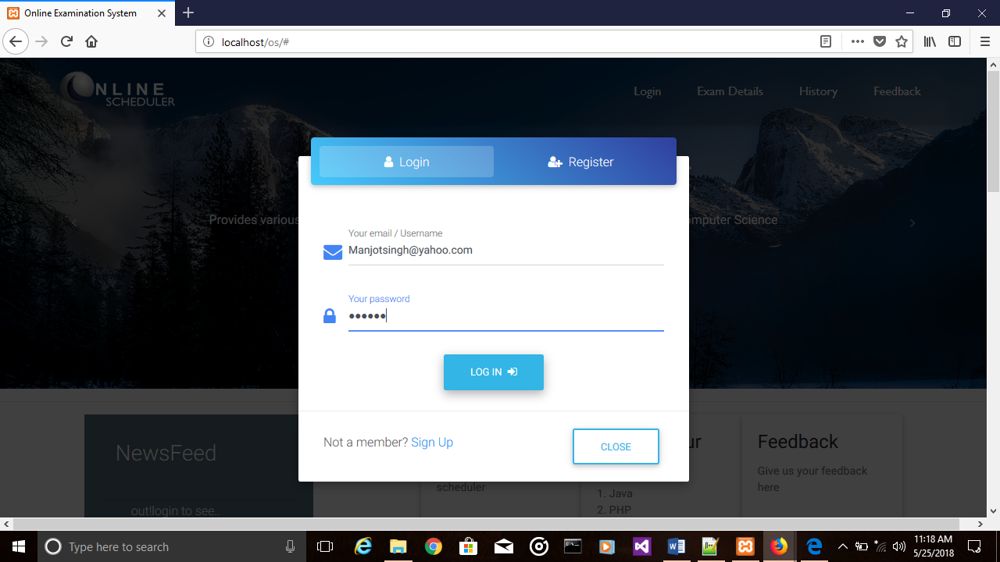 Online Examination System
localhost/os/#
NLINE
SCHEDULER
Login Exam Details History Feedback
Login Register
Provides various
mputer Science
Your email / Username
Manjotsingh@yahoo.com
Your password
••••••
LOG IN
Not a member? Sign Up
CLOSE
NewsFeed
out!login to see..
scheduler
ur
1. Java
2. PHP
Feedback
Give us your feedback
here
Type here to search
11:18 AM
5/25/2018